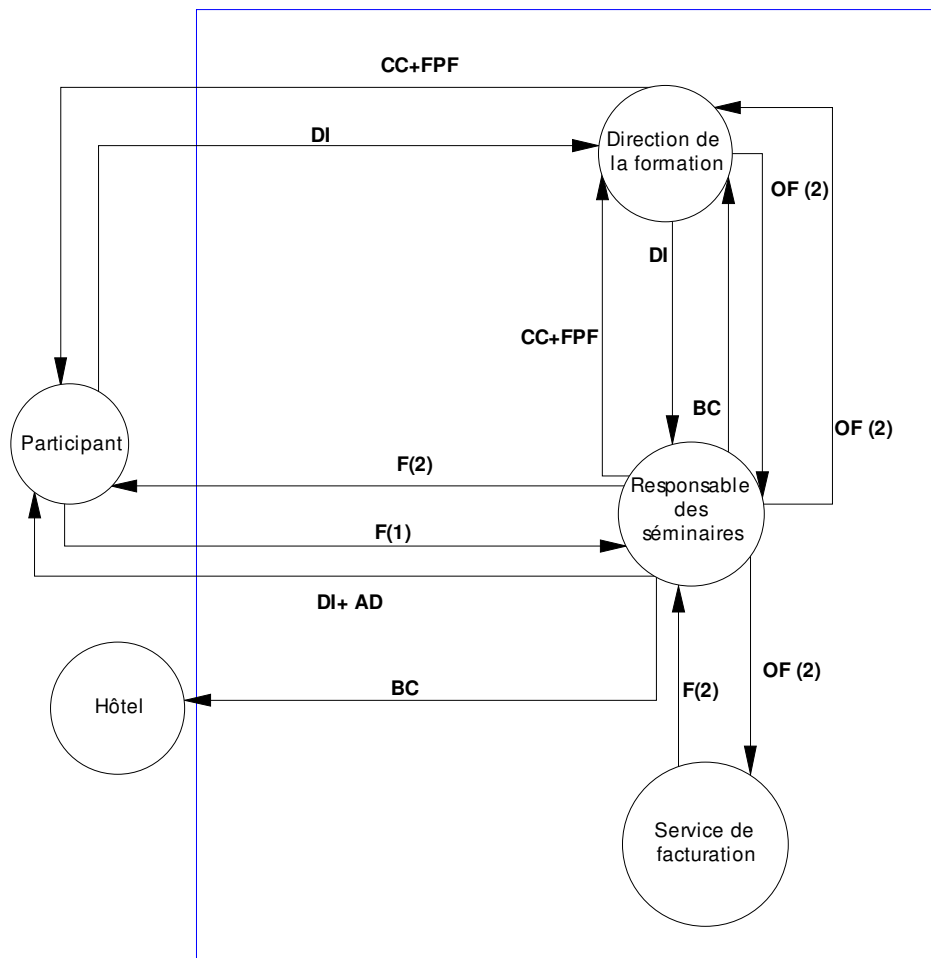 CC+FPF
DI
Direction de
la formation
OF (2)
DI
CC+FPF
BC
OF (2)
Participant
F(2)
Responsable
des
séminaires
F(1)
DI+ AD
OF (2)
F(2)
BC
Hôtel
Service de
facturation